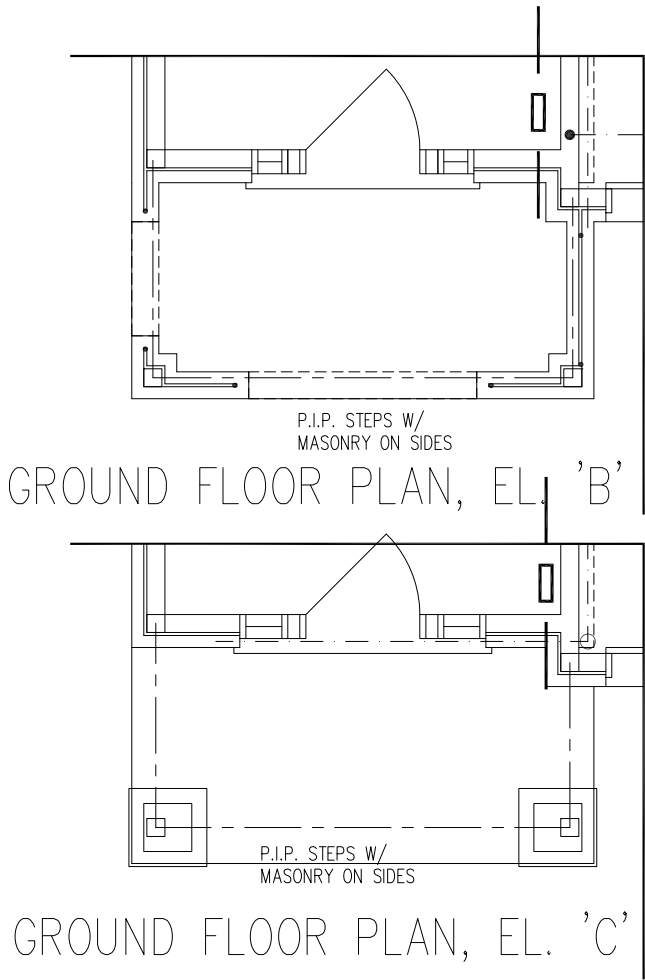 P.I.P. STEPS W/
MASONRY ON SIDES
GROUND FLOOR PLAN, EL. 'B'
P.I.P. STEPS W/
MASONRY ON SIDES
GROUND FLOOR PLAN, EL. 'C'